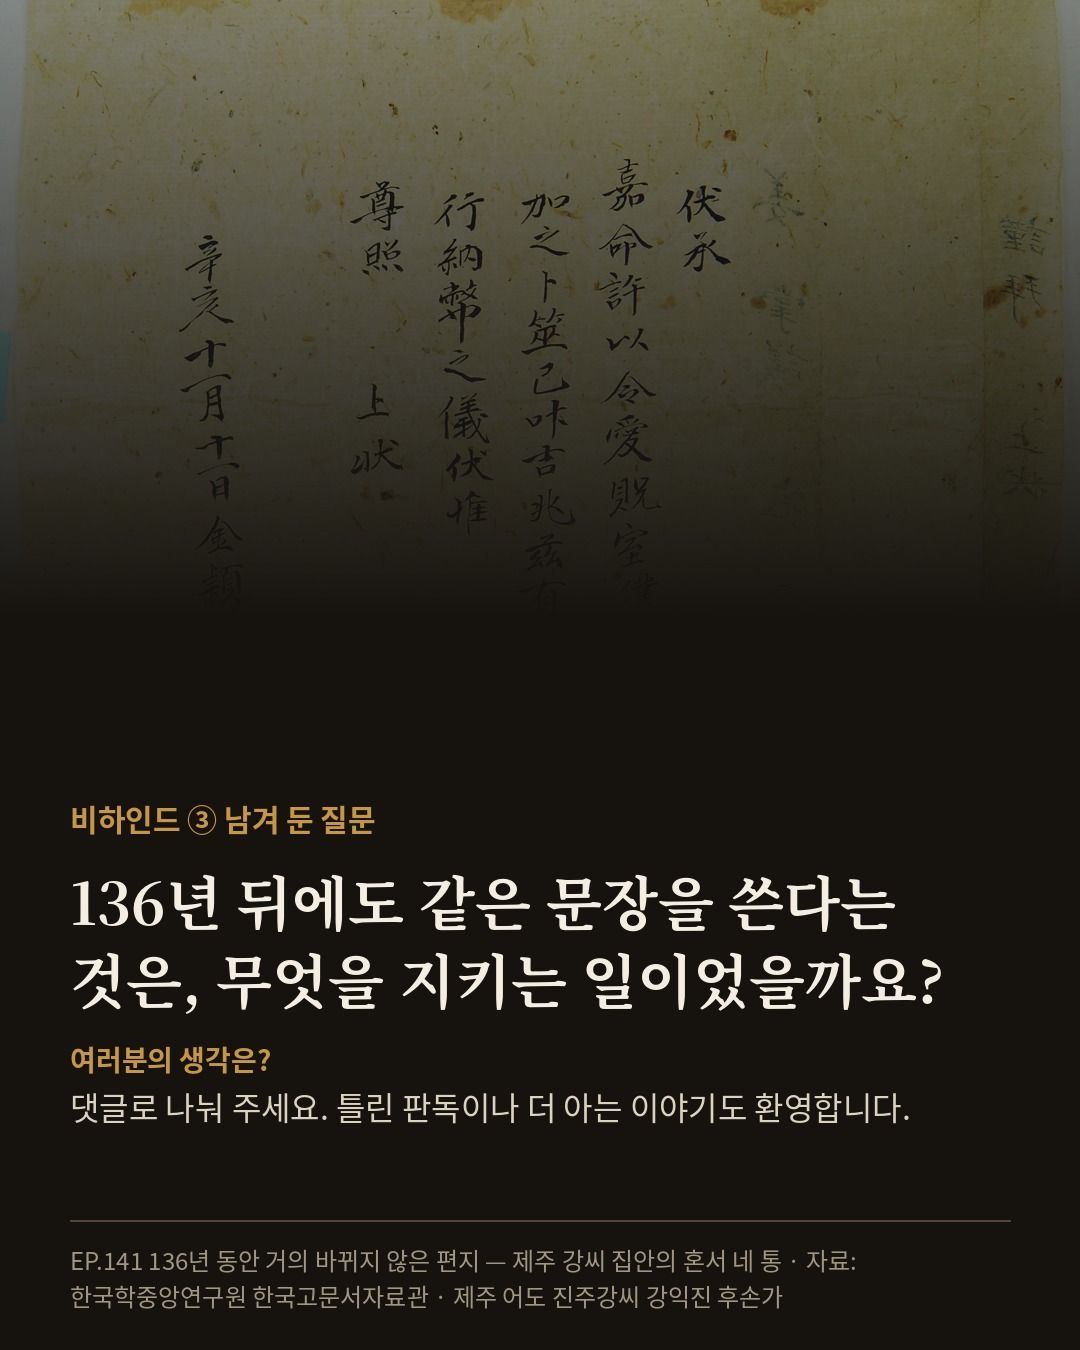 伏承
嘉命許以令愛貺室僕
加之卜筮已叶吉兆茲有
行納幣之儀伏惟
尊照 上狀
辛亥十一月十一日 金
비하인드 ③ 남겨 둔 질문
136년 뒤에도 같은 문장을 쓴다는
것은, 무엇을 지키는 일이었을까요?
여러분의 생각은?
댓글로 나눠 주세요. 틀린 판독이나 더 아는 이야기도 환영합니다.
EP.141 136년 동안 거의 바뀌지 않은 편지 — 제주 강씨 집안의 혼서 네 통 · 자료:
한국학중앙연구원 한국고문서자료관 · 제주 어도 진주강씨 강익진 후손가